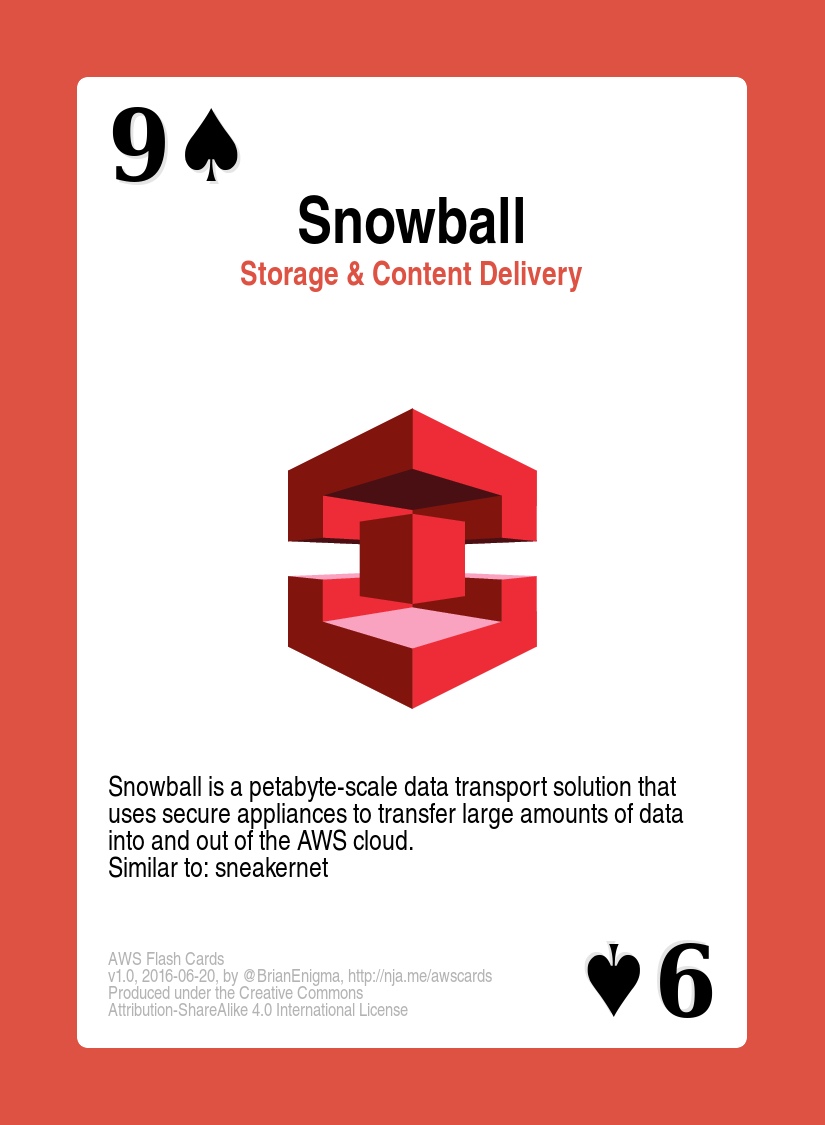 9♠
Snowball
Storage & Content Delivery
Snowball is a petabyte-scale data transport solution that
uses secure appliances to transfer large amounts of data
into and out of the AWS cloud.
Similar to: sneakernet
AWS Flash Cards
v1.0, 2016-06-20, by @BrianEnigma, http://nja.me/awscards
Produced under the Creative Commons
Attribution-ShareAlike 4.0 International License
9♠